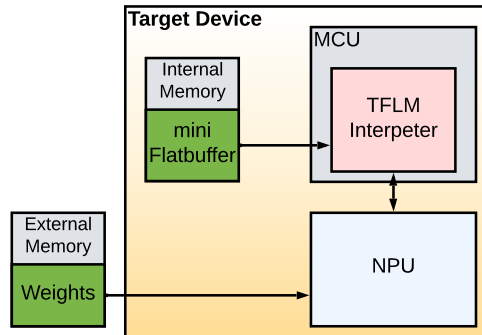 Target Device
MCU
Internal
Memory
mini
Flatbuffer
TFLM
Interpeter
External
Memory
Weights
NPU